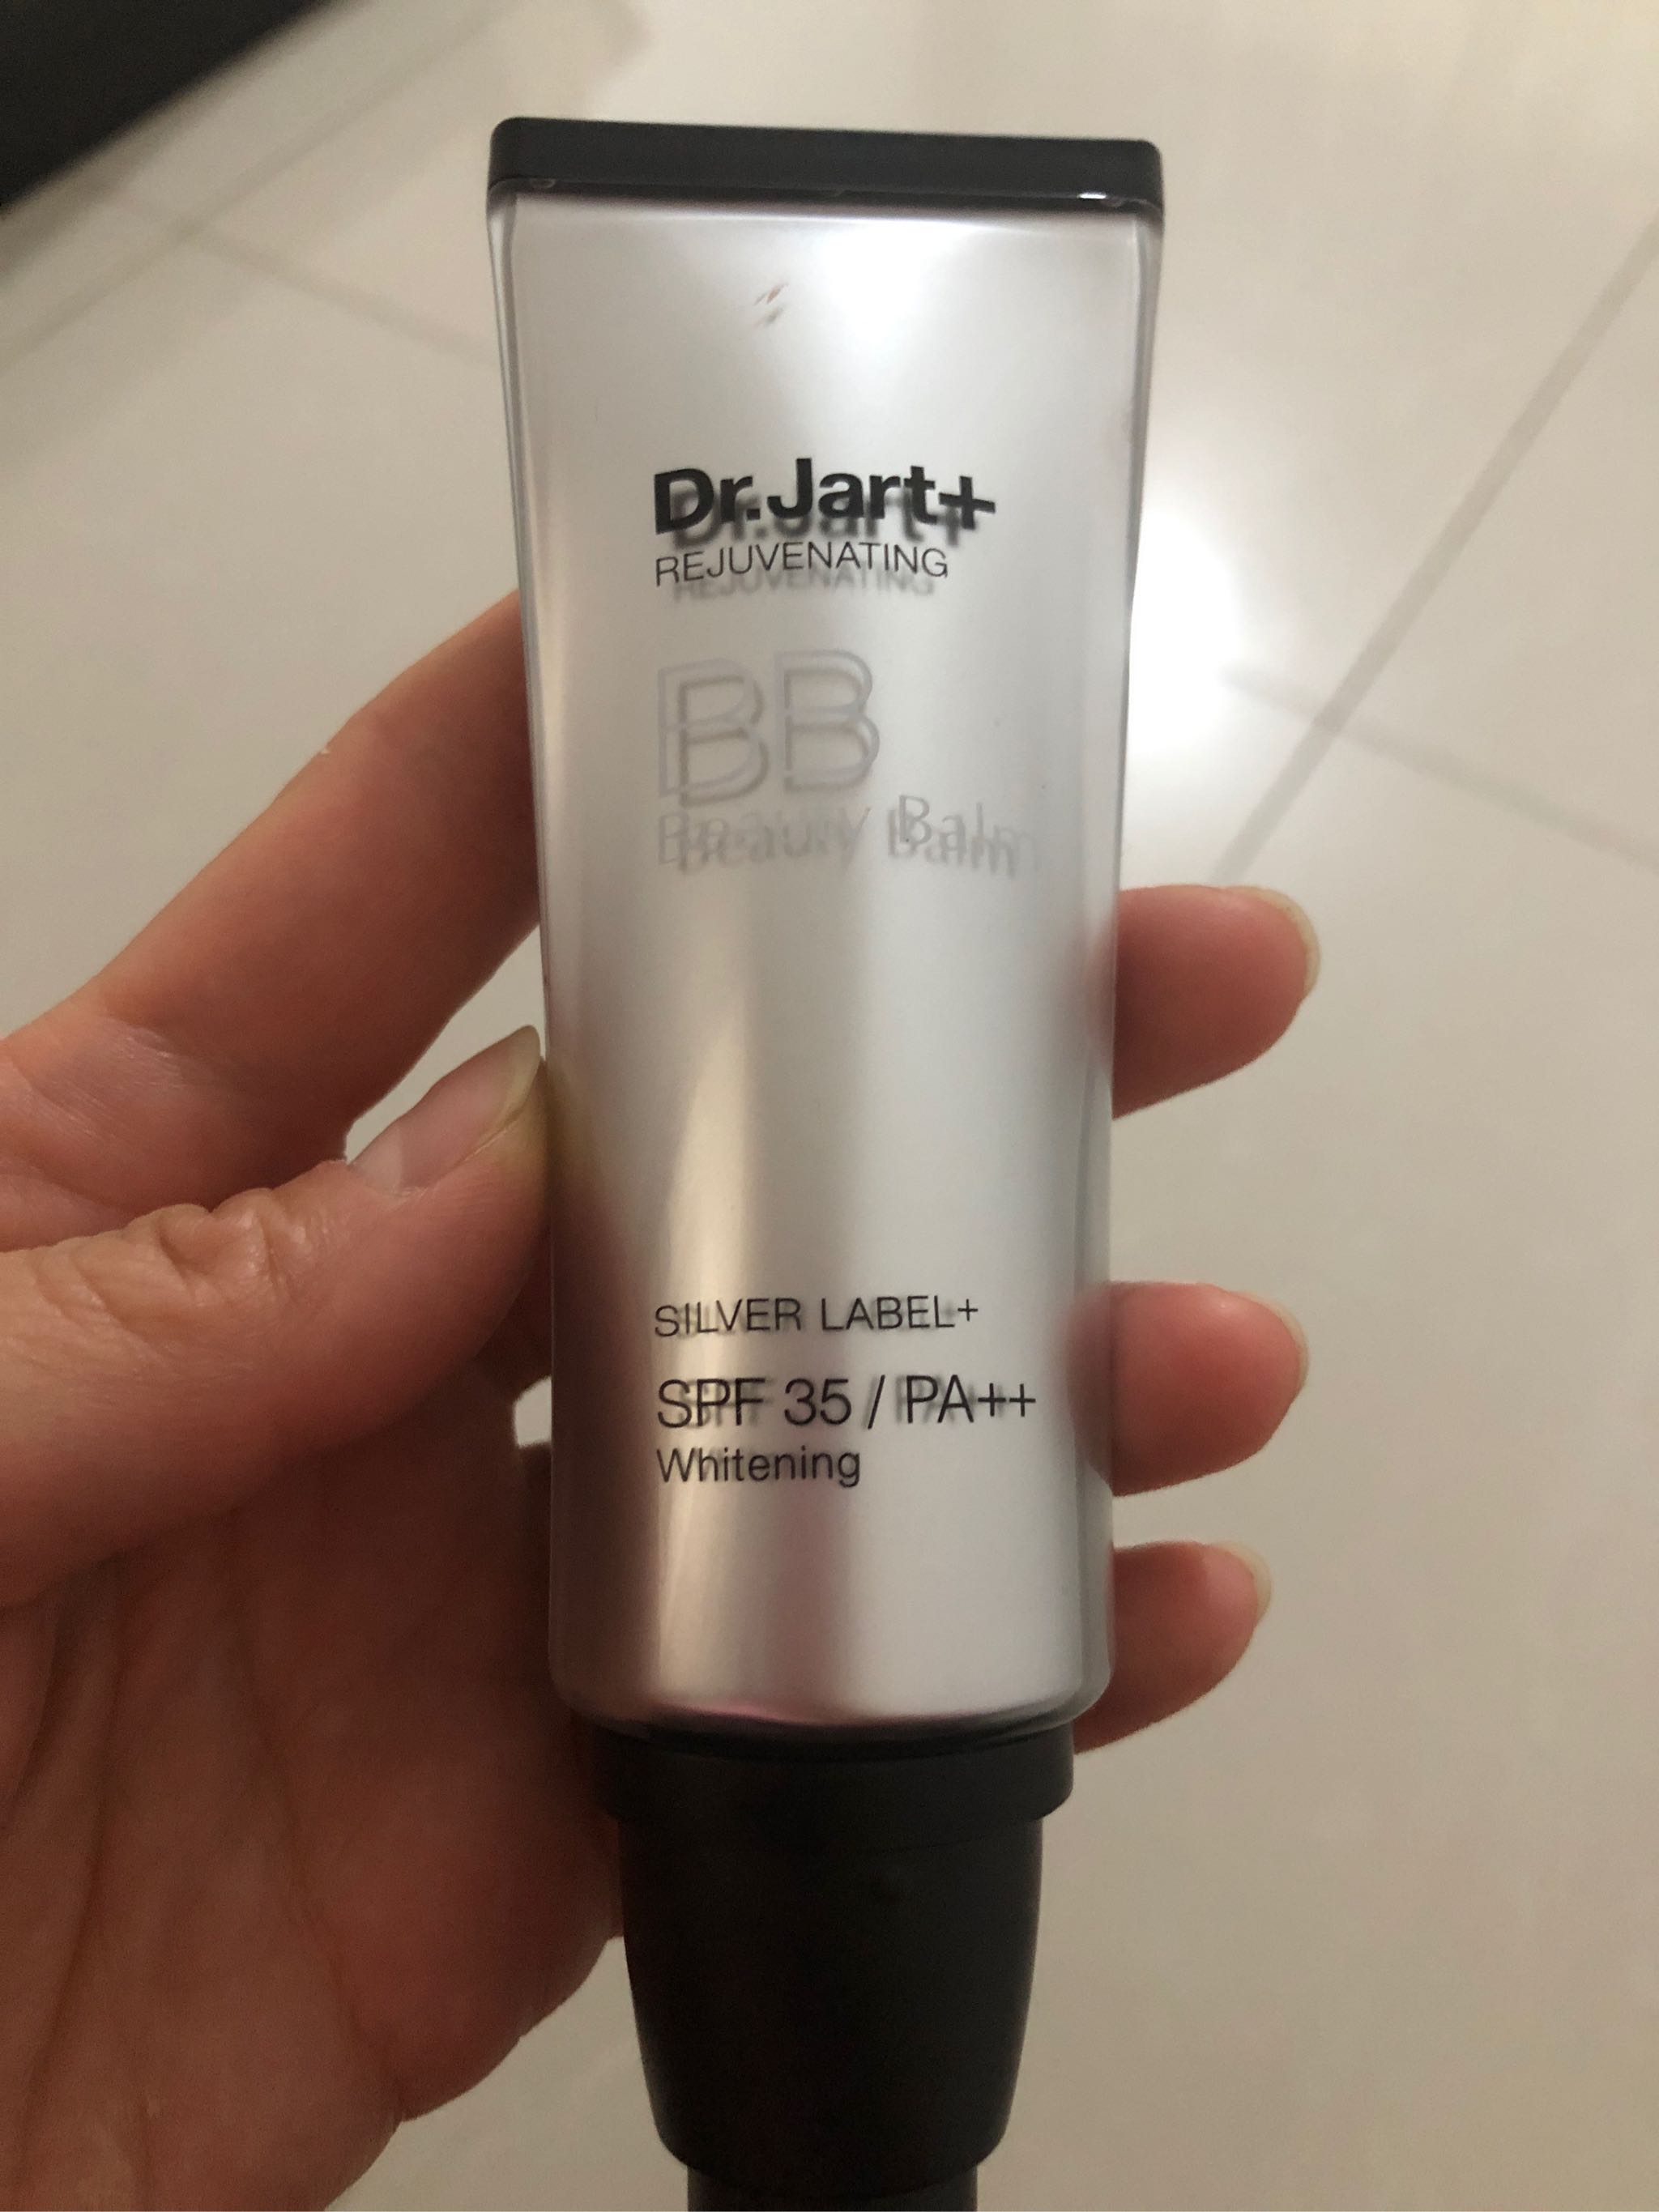 Dr.Jart+
REJUVENATING
BB
Beauty Balm
SILVER LABEL+
SPF 35 / PA++
Whitening